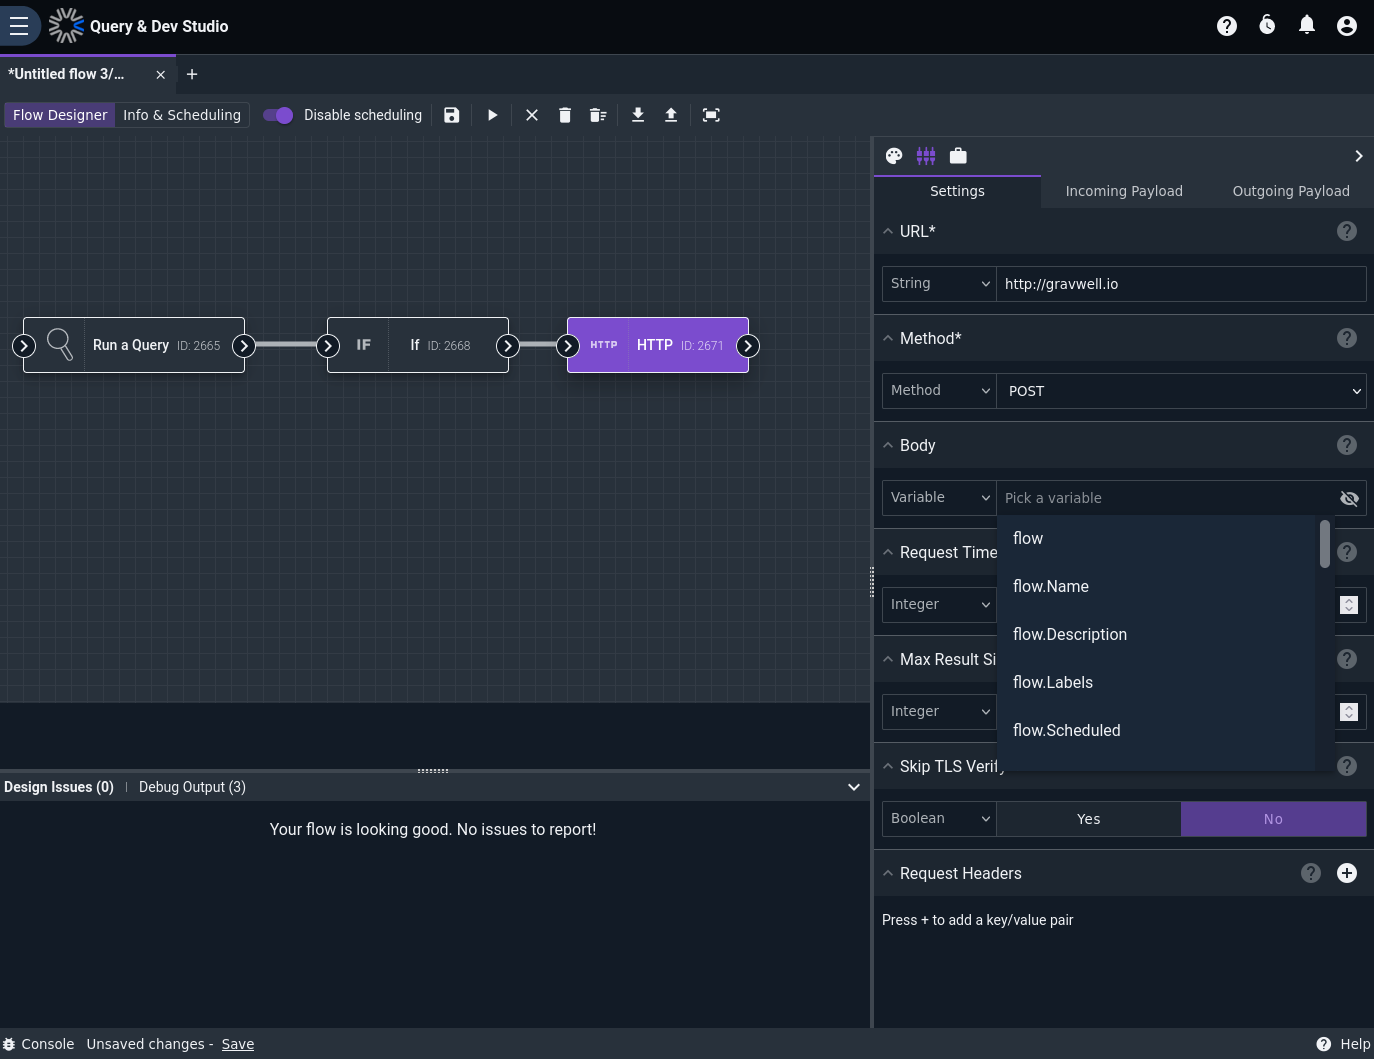 Query & Dev Studio
*Untitled flow 3/...
Flow Designer
Info & Scheduling
Disable scheduling
Run a Query ID: 2665
IF
If ID: 2668
HTTP
HTTP ID: 2671
Design Issues (0)
Debug Output (3)
Your flow is looking good. No issues to report!
Settings
Incoming Payload
Outgoing Payload
URL*
String
http://gravwell.io
Method*
Method
POST
Body
Variable
Pick a variable
flow
flow.Name
flow.Description
flow.Labels
flow.Scheduled
Request Time
Integer
Max Result Si
Integer
Skip TLS Verify
Boolean
Yes
No
Request Headers
Press + to add a key/value pair
Console
Unsaved changes - Save
Help